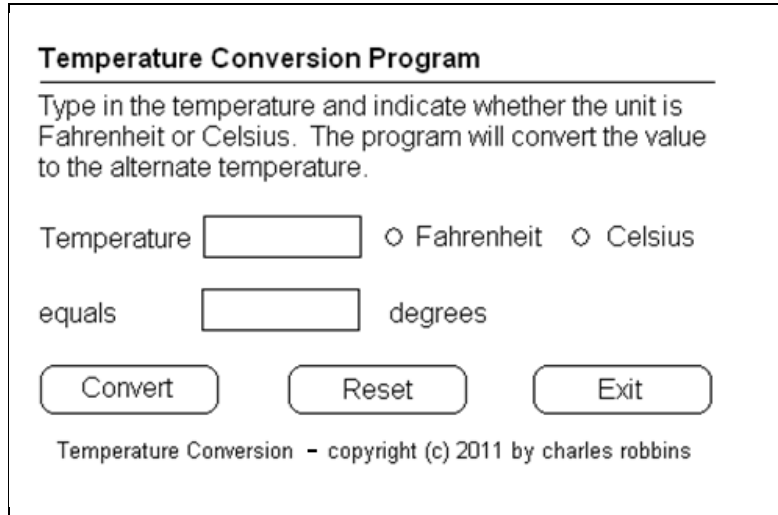 Temperature Conversion Program
Type in the temperature and indicate whether the unit is
Fahrenheit or Celsius.  The program will convert the value
to the alternate temperature.
Temperature Fahrenheit Celsius
equals degrees
Convert Reset Exit
Temperature Conversion - copyright (c) 2011 by charles robbins